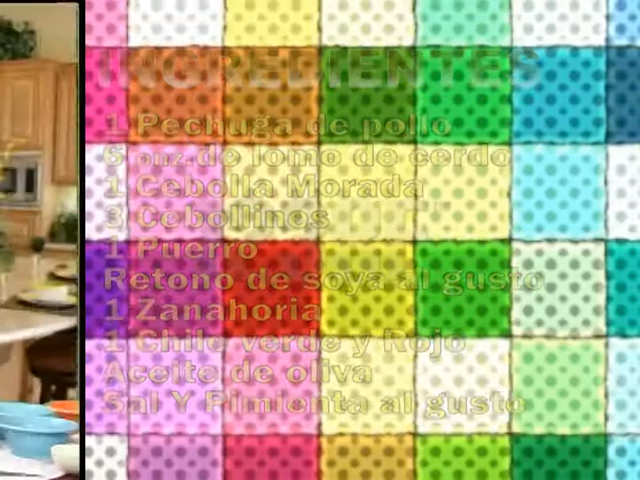 INGREDIENTES
1 Pechuga de pollo
6 onz. de lomo de cerdo
1 Cebolla Morada
3 Cebollinos
1 Puerro
Retono de soya al gusto
1 Zanahoria
1 Chile verde y Rojo
Aceite de oliva
Sal Y Pimienta al gusto